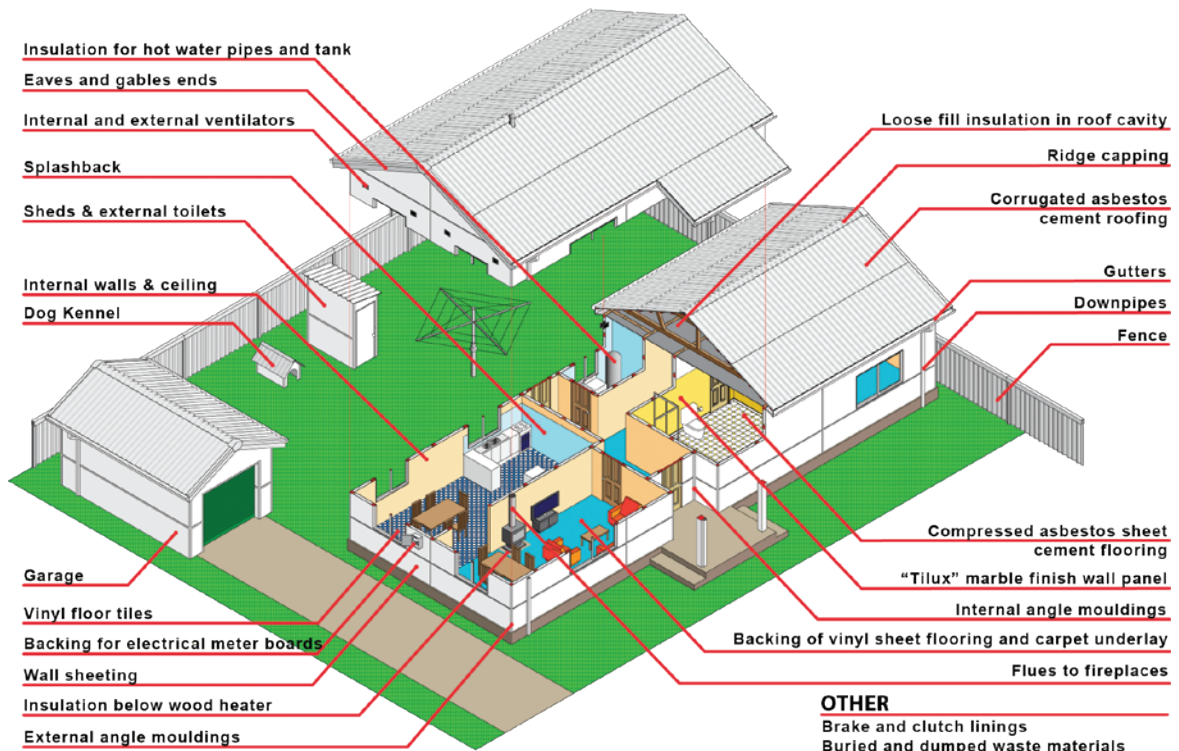 Insulation for hot water pipes and tank
Eaves and gables ends
Internal and external ventilators
Splashback
Sheds & external toilets
Internal walls & ceiling
Dog Kennel
Garage
Vinyl floor tiles
Backing for electrical meter boards
Wall sheeting
Insulation below wood heater
External angle mouldings
Loose fill insulation in roof cavity
Ridge capping
Corrugated asbestos
cement roofing
Gutters
Downpipes
Fence
Compressed asbestos sheet
cement flooring
“Tilux” marble finish wall panel
Internal angle mouldings
Backing of vinyl sheet flooring and carpet underlay
Flues to fireplaces
OTHER
Brake and clutch linings
Buried and dumped waste materials